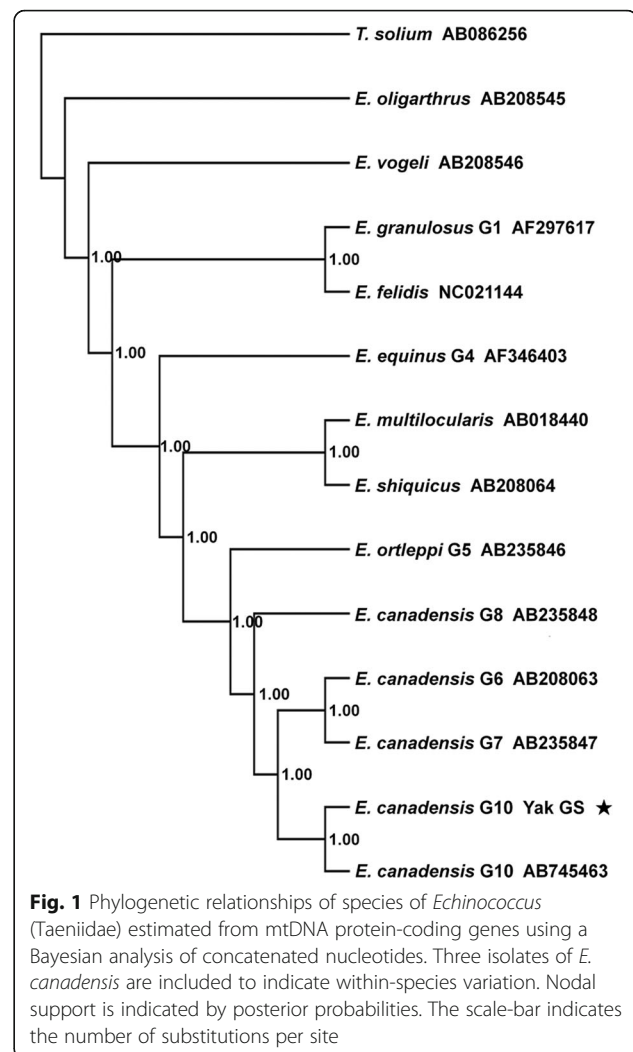 T. solium AB086256
E. oligarthrus AB208545
E. vogeli AB208546
E. granulosus G1 AF297617
1.00
1.00
E. felidis NC021144
1.00
E. equinus G4 AF346403
E. multilocularis AB018440
1.00
1.00
E. shiquicus AB208064
1.00
E. ortleppi G5 AB235846
E. canadensis G8 AB235848
1.00
E. canadensis G6 AB208063
1.00
1.00
E. canadensis G7 AB235847
1.00
E. canadensis G10 Yak GS ★
1.00
E. canadensis G10 AB745463
Fig. 1 Phylogenetic relationships of species of Echinococcus
(Taeniidae) estimated from mtDNA protein-coding genes using a
Bayesian analysis of concatenated nucleotides. Three isolates of E.
canadensis are included to indicate within-species variation. Nodal
support is indicated by posterior probabilities. The scale-bar indicates
the number of substitutions per site